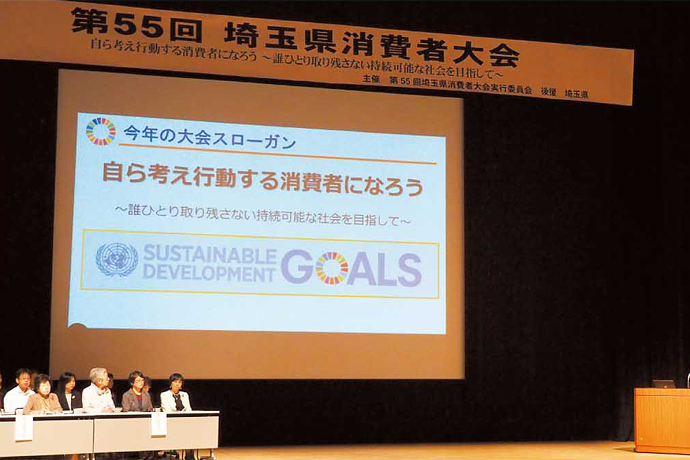 第55回 埼玉県消費者大会
自ら考え行動する消費者になろう ～誰ひとり取り残さない持続可能な社会を目指して～
主催 第55回埼玉県消費者大会実行委員会 後援 埼玉県
今年の大会スローガン
自ら考え行動する消費者になろう
～誰ひとり取り残さない持続可能な社会を目指して～
SUSTAINABLE
DEVELOPMENT
GOALS